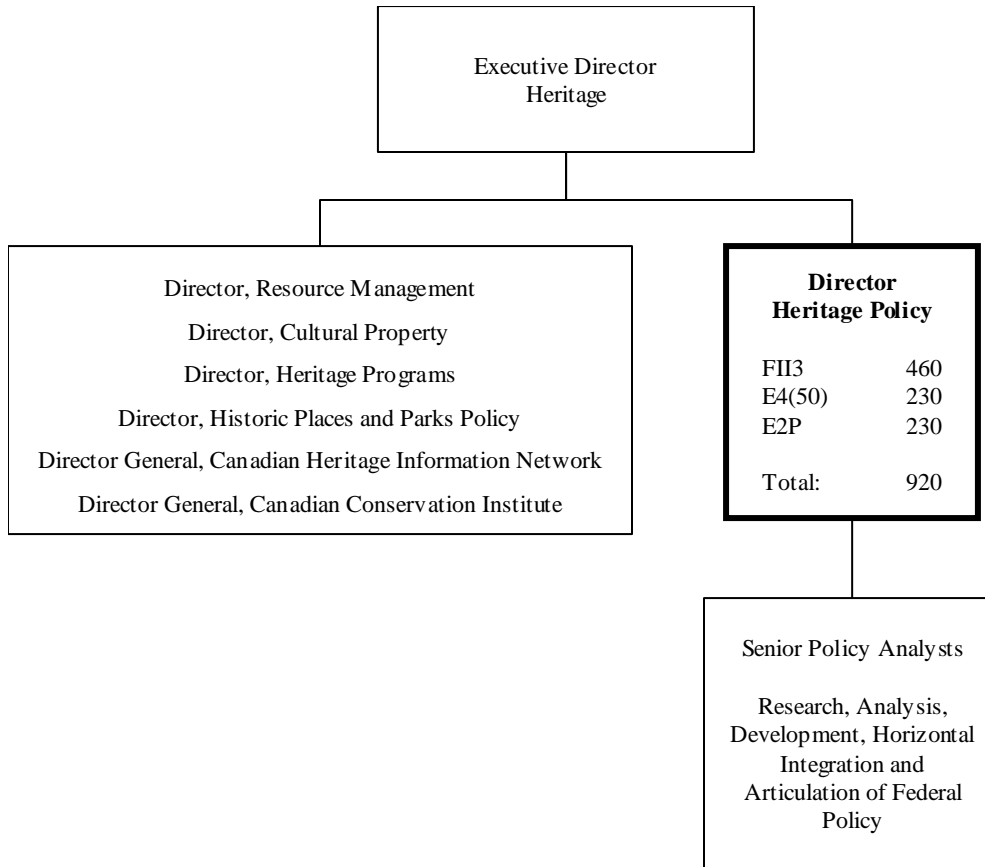 Executive Director
Heritage
Director, Resource Management
Director, Cultural Property
Director, Heritage Programs
Director, Historic Places and Parks Policy
Director General, Canadian Heritage Information Network
Director General, Canadian Conservation Institute
Director
Heritage Policy
FII3 460
E4(50) 230
E2P 230
Total: 920
Senior Policy Analysts
Research, Analysis,
Development, Horizontal
Integration and
Articulation of Federal
Policy